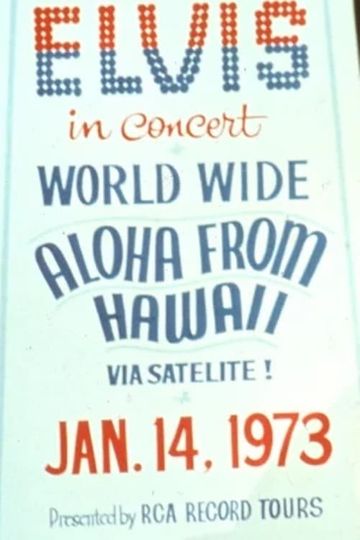 ELVIS
in Concert
WORLD WIDE
ALOHA FROM
HAWAII
VIA SATELITE !
JAN. 14, 1973
Presented by RCA RECORD TOURS